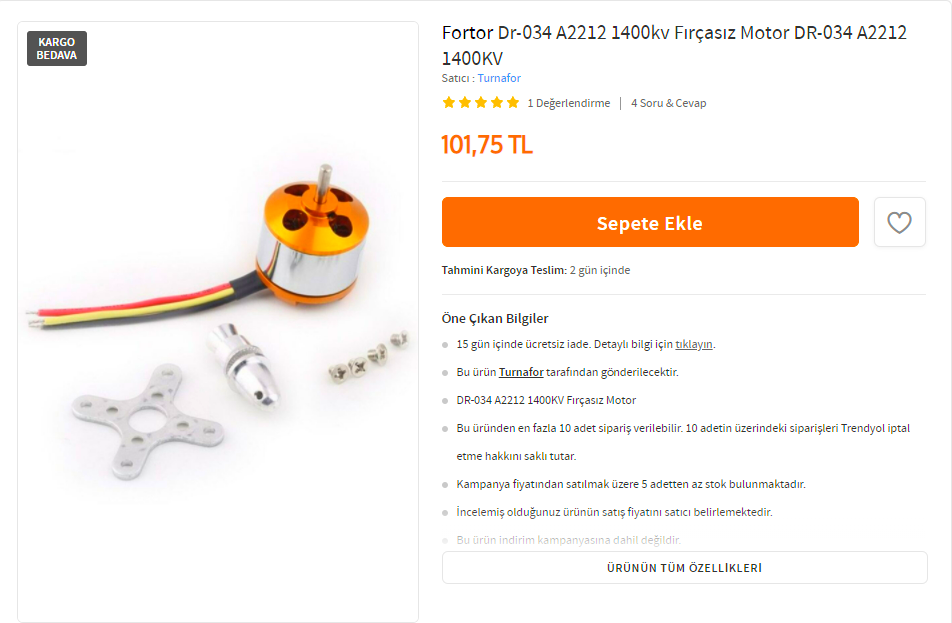 KARGO
BEDAVA
Fortor Dr-034 A2212 1400kv Fırçasız Motor DR-034 A2212
1400KV
Satıcı : Turnafor
1 Değerlendirme | 4 Soru & Cevap
101,75 TL
Sepete Ekle
Tahmini Kargoya Teslim: 2 gün içinde
Öne Çıkan Bilgiler
15 gün içinde ücretsiz iade. Detaylı bilgi için tıklayın.
Bu ürün Turnafor tarafından gönderilecektir.
DR-034 A2212 1400KV Fırçasız Motor
Bu üründen en fazla 10 adet sipariş verilebilir. 10 adetin üzerindeki siparişleri Trendyol iptal
etme hakkını saklı tutar.
Kampanya fiyatından satılmak üzere 5 adetten az stok bulunmaktadır.
İncelemiş olduğunuz ürünün satış fiyatını satıcı belirlemektedir.
Bu ürün indirim kampanyasına dahil değildir.
ÜRÜNÜN TÜM ÖZELLİKLERİ